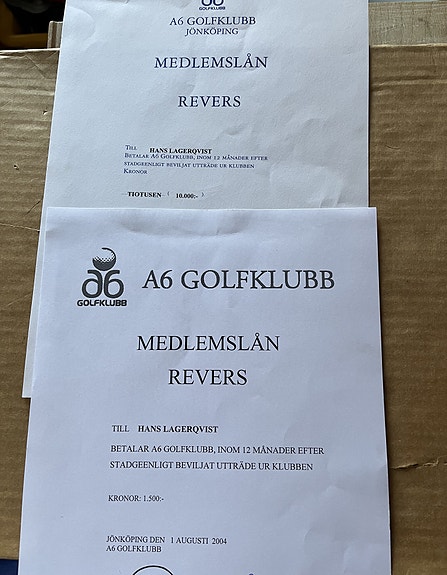 GOLFKLUBB
A6 GOLFKLUBB
JÖNKÖPING
MEDLEMSLÅN
REVERS
TILL HANS LAGERQVIST
BETALAR A6 GOLFKLUBB, INOM 12 MÅNADER EFTER
STADGEENLIGT BEVILJAT UTTRÄDE UR KLUBBEN
KRONOR
TIOTUSEN ( 10.000:- )
a6 GOLFKLUBB
A6 GOLFKLUBB
MEDLEMSLÅN
REVERS
TILL HANS LAGERQVIST
BETALAR A6 GOLFKLUBB, INOM 12 MÅNADER EFTER
STADGEENLIGT BEVILJAT UTTRÄDE UR KLUBBEN
KRONOR: 1.500:-
JÖNKÖPING DEN 1 AUGUSTI 2004
A6 GOLFKLUBB